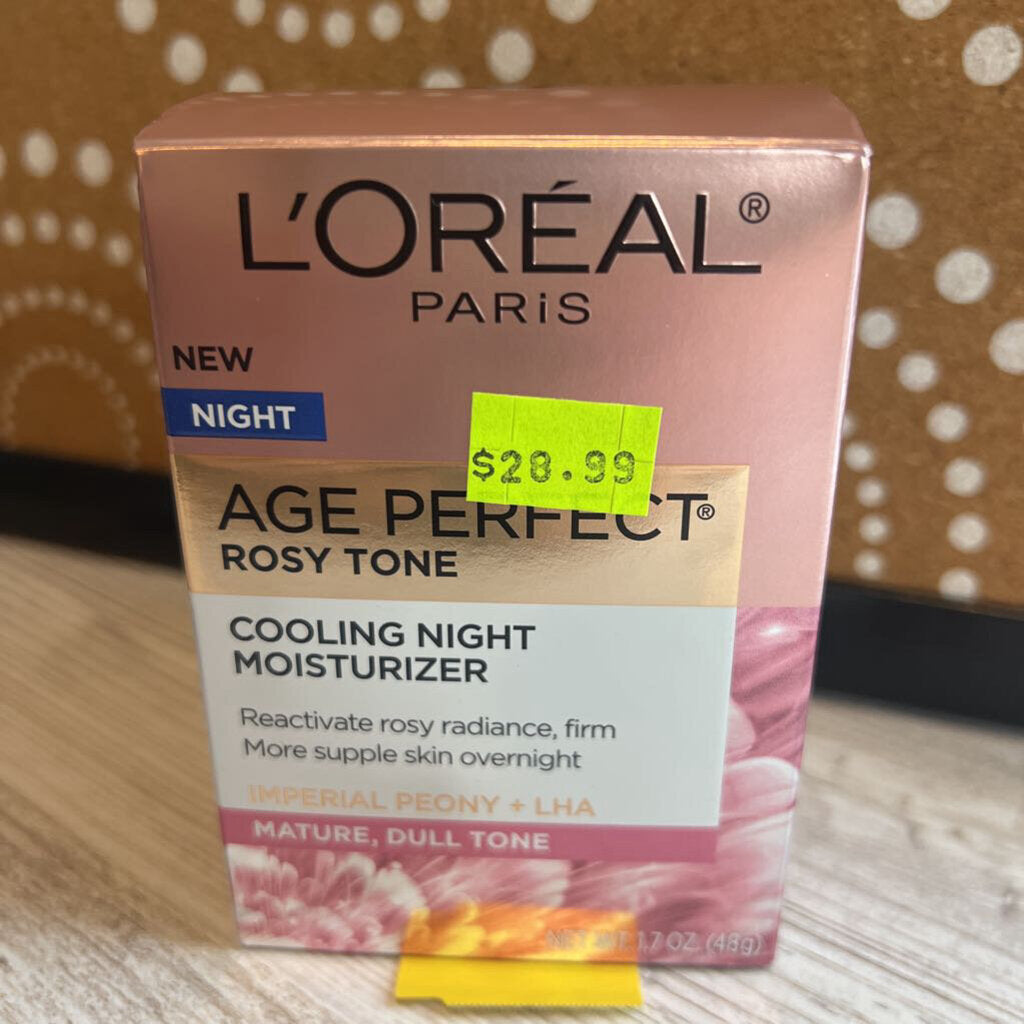 L'ORÉAL®
PARiS
NEW
NIGHT
$28.99
AGE PERFECT®
ROSY TONE
COOLING NIGHT
MOISTURIZER
Reactivate rosy radiance, firm
More supple skin overnight
IMPERIAL PEONY + LHA
MATURE, DULL TONE
NET WT. 1.7 OZ. (48g)